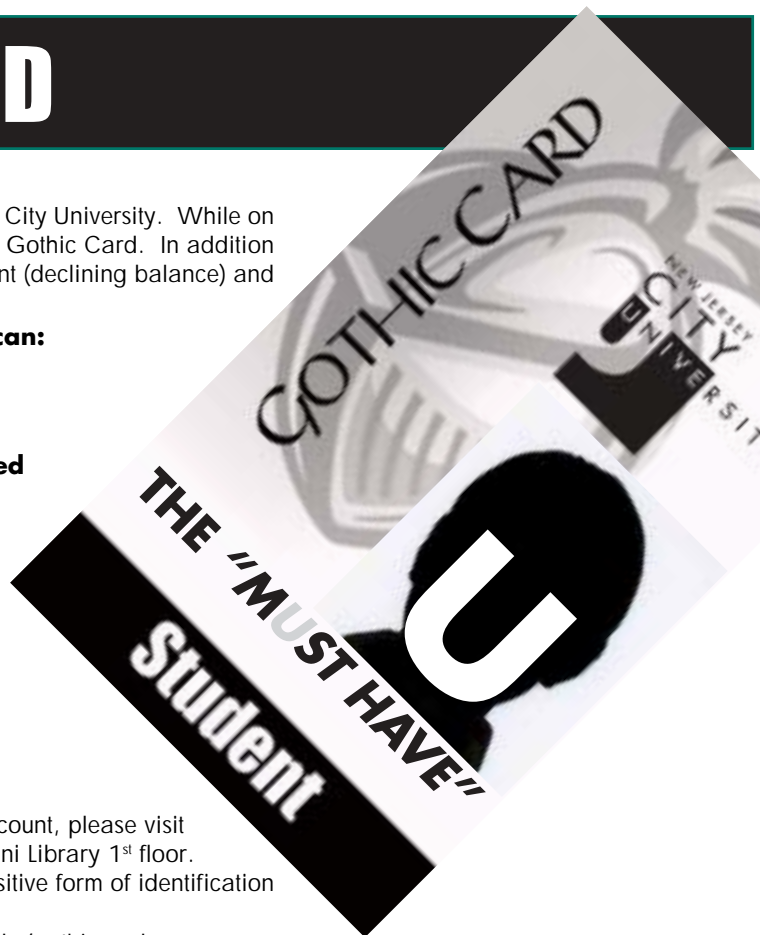 D
City University. While on
Gothic Card. In addition
nt (declining balance) and
can:
ed
GOTHIC CARD
NEW JERSEY
CITY
UNIVERSIT
U
THE “MUST HAVE”
Student
count, please visit
ni Library 1st floor.
sitive form of identification